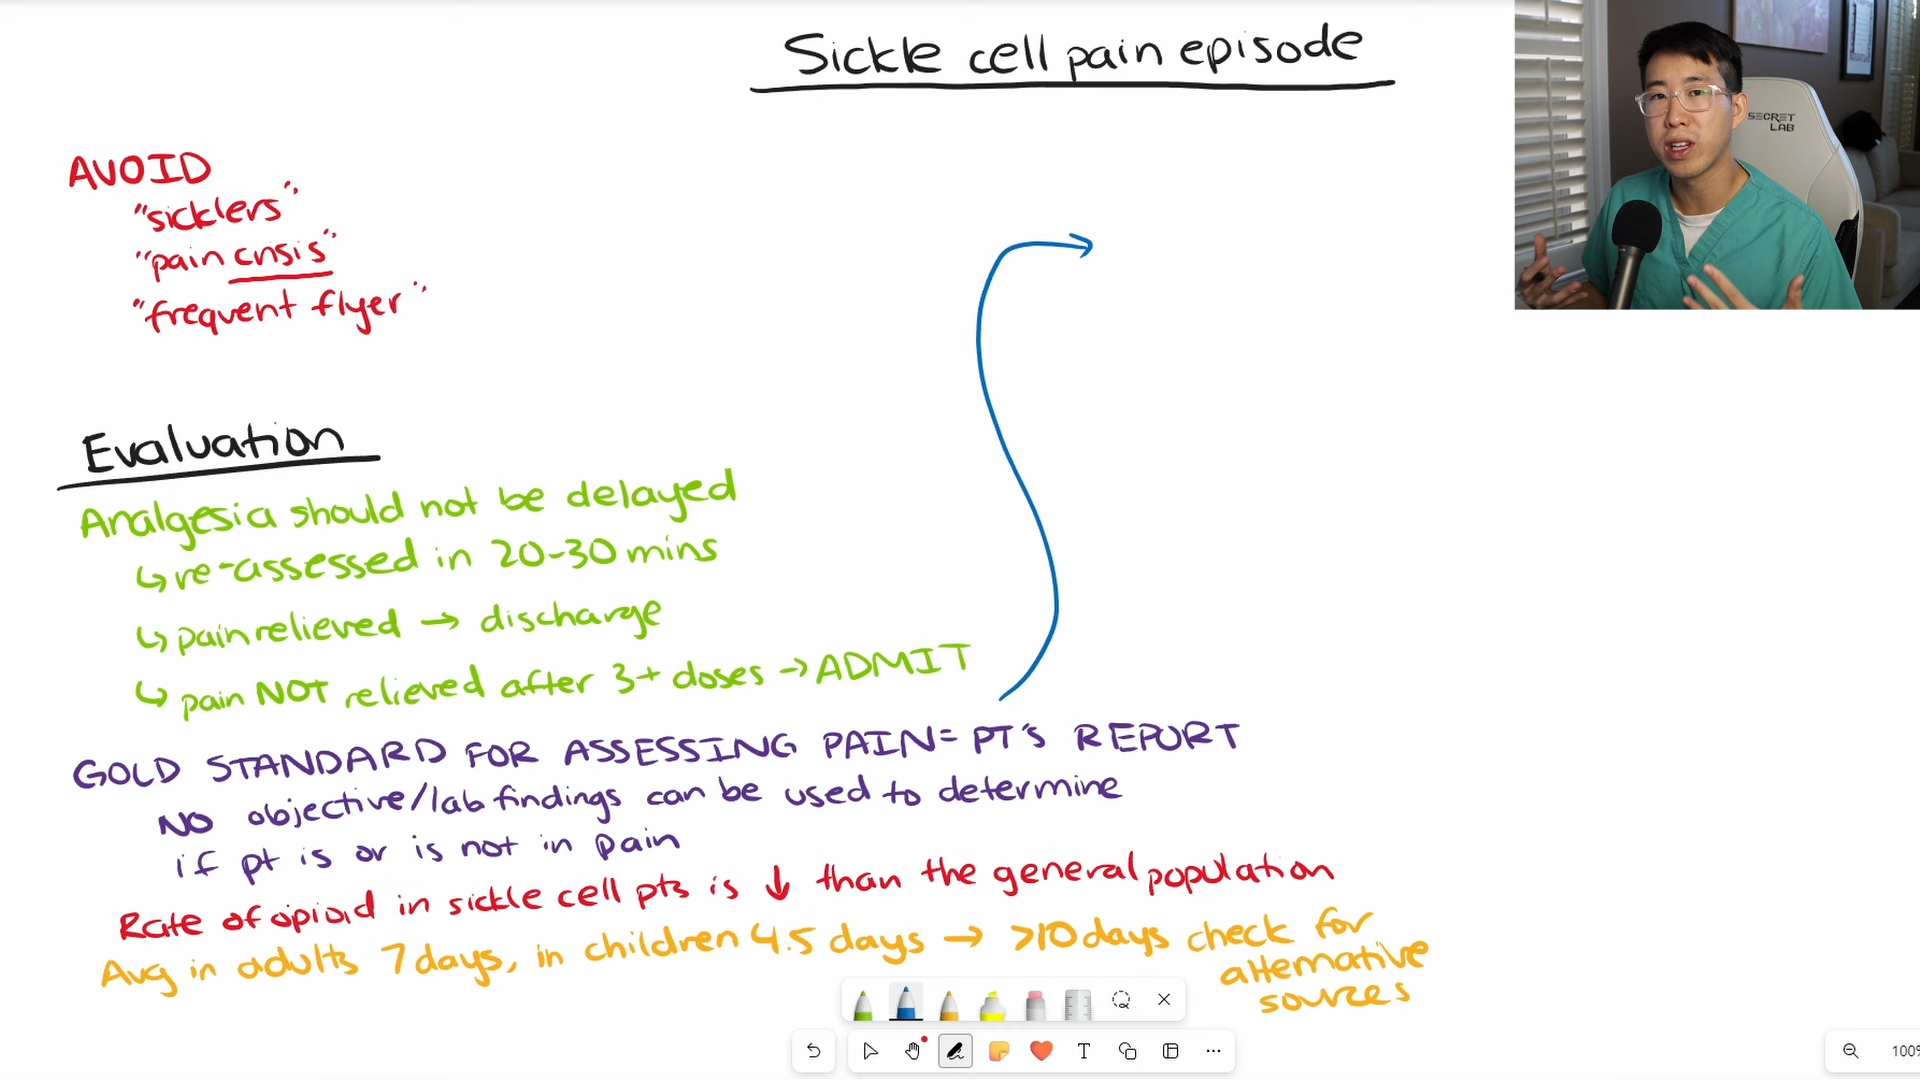 Sickle cell pain episode
SECRET
LAB
AVOID
"sicklers"
"pain crisis"
"frequent flyer"
Evaluation
Analgesia should not be delayed
↳ re-assessed in 20-30 mins
↳ pain relieved → discharge
↳ pain NOT relieved after 3+ doses → ADMIT
GOLD STANDARD FOR ASSESSING PAIN = PT'S REPORT
NO objective/lab findings can be used to determine
if pt is or is not in pain
Rate of opioid in sickle cell pts is ↓ than the general population
Avg in adults 7 days, in children 4.5 days → >10 days check for
alternative
sources
T
100%